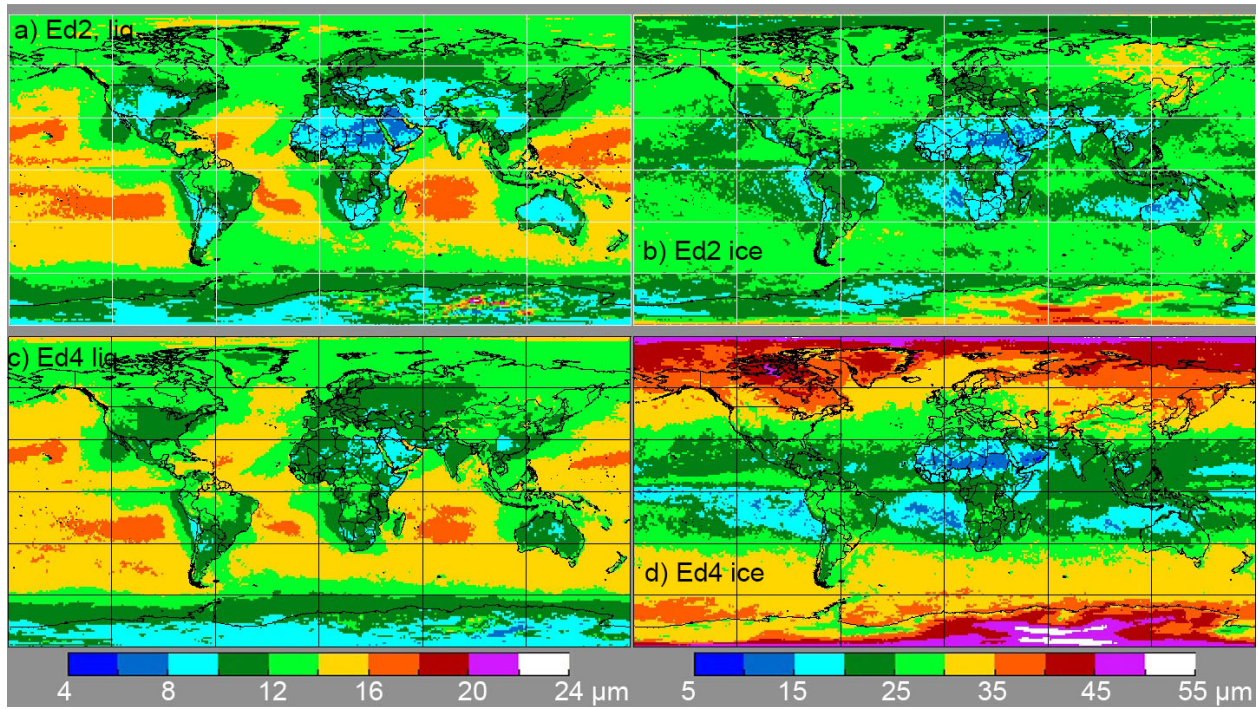 a) Ed2, liq
b) Ed2 ice
c) Ed4 liq
d) Ed4 ice
4 8 12 16 20 24 μm
5 15 25 35 45 55 μm